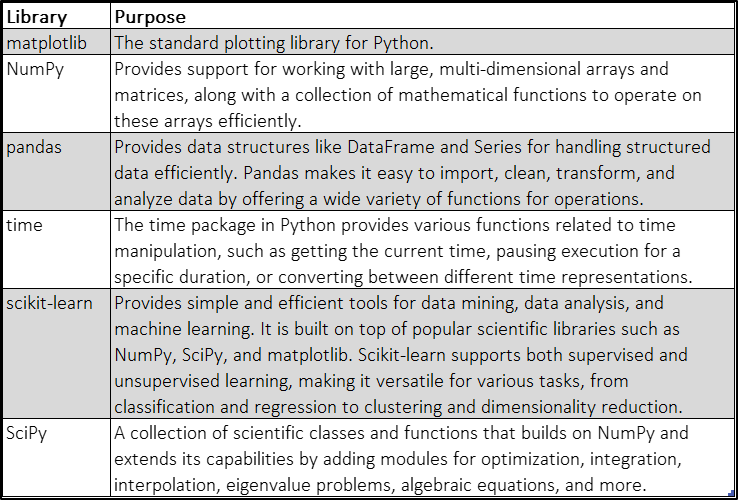 Library Purpose
matplotlib The standard plotting library for Python.
NumPy Provides support for working with large, multi-dimensional arrays and
matrices, along with a collection of mathematical functions to operate on
these arrays efficiently.
pandas Provides data structures like DataFrame and Series for handling structured
data efficiently. Pandas makes it easy to import, clean, transform, and
analyze data by offering a wide variety of functions for operations.
time The time package in Python provides various functions related to time
manipulation, such as getting the current time, pausing execution for a
specific duration, or converting between different time representations.
scikit-learn Provides simple and efficient tools for data mining, data analysis, and
machine learning. It is built on top of popular scientific libraries such as
NumPy, SciPy, and matplotlib. Scikit-learn supports both supervised and
unsupervised learning, making it versatile for various tasks, from
classification and regression to clustering and dimensionality reduction.
SciPy A collection of scientific classes and functions that builds on NumPy and
extends its capabilities by adding modules for optimization, integration,
interpolation, eigenvalue problems, algebraic equations, and more.